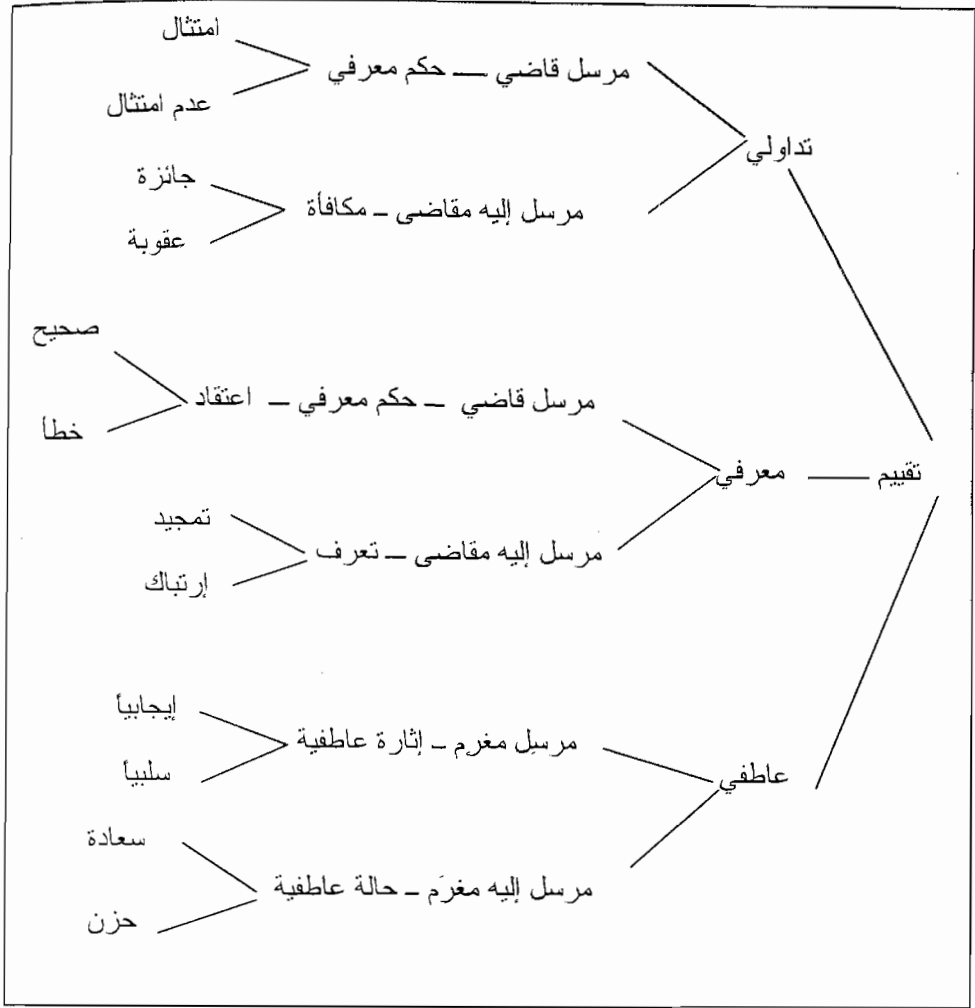 امتثال
مرسل قاضي — حكم معرفي
عدم امتثال
تداولي
جائزة
مرسل إليه مقاضى – مكافأة
عقوبة
صحيح
مرسل قاضي – حكم معرفي – اعتقاد
خطأ
تقييم — معرفي
تمجيد
مرسل إليه مقاضى — تعرف
إرتباك
إيجابياً
مرسِل مغرِم – إثارة عاطفية
سلبياً
عاطفي
سعادة
مرسل إليه مغرَم – حالة عاطفية
حزن